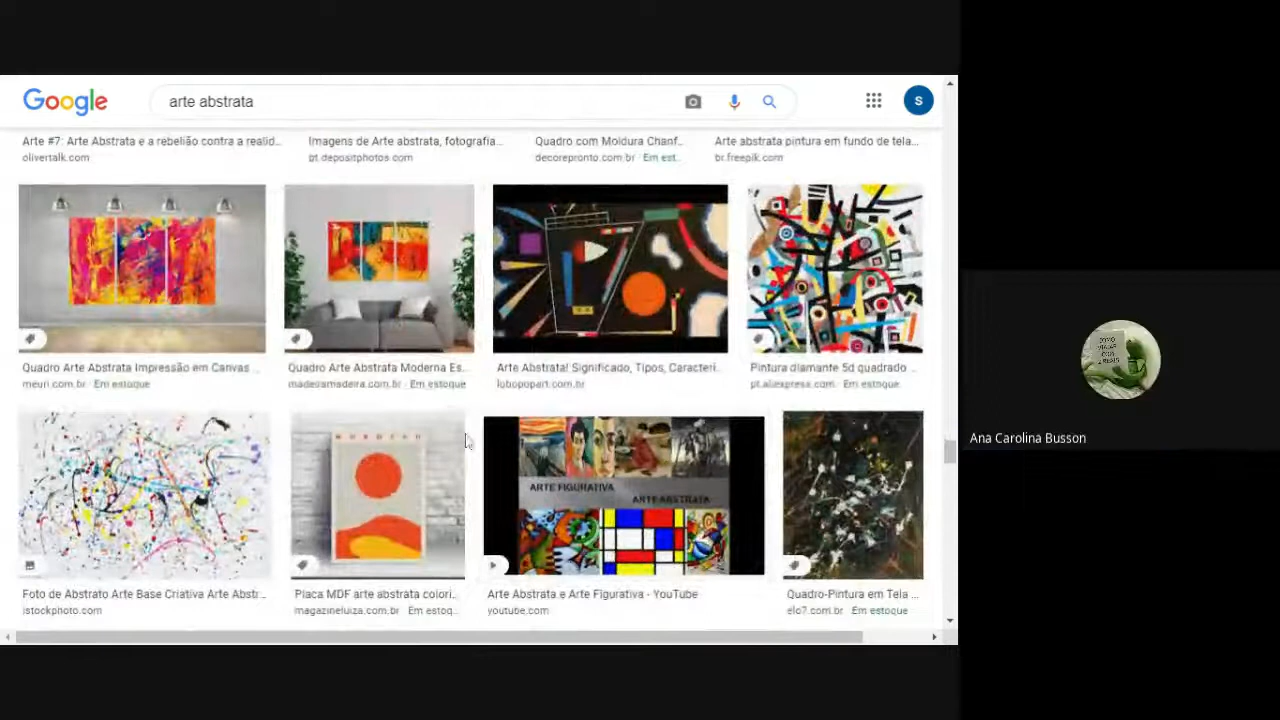 Google
arte abstrata
S
Arte #7: Arte Abstrata e a rebelião contra a realid...
olivertalk.com
Imagens de Arte abstrata, fotografia...
pt.depositphotos.com
Quadro com Moldura Chanf...
decorepronto.com.br · Em est...
Arte abstrata pintura em fundo de tela...
br.freepik.com
Quadro Arte Abstrata Impressão em Canvas ...
meuri.com.br · Em estoque
Quadro Arte Abstrata Moderna Es...
madeiramadeira.com.br · Em estoque
Arte Abstrata! Significado, Tipos, Caracterí...
lubopopart.com.br
Pintura diamante 5d quadrado ...
pt.aliexpress.com · Em estoque
MOROCCO
ARTE FIGURATIVA
ARTE ABSTRATA
Foto de Abstrato Arte Base Criativa Arte Abstr...
istockphoto.com
Placa MDF arte abstrata colori...
magazineluiza.com.br · Em estoq...
Arte Abstrata e Arte Figurativa - YouTube
youtube.com
Quadro-Pintura em Tela ...
elo7.com.br · Em estoque
Ana Carolina Busson